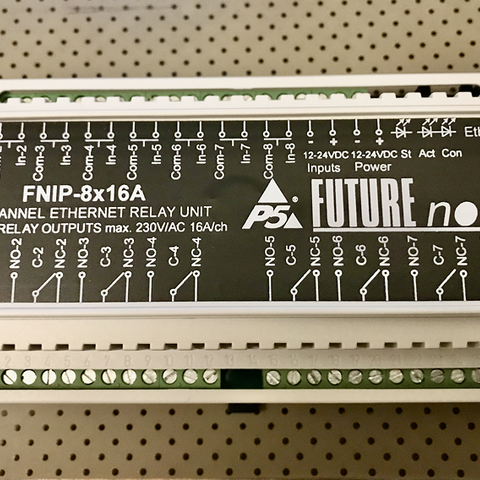 In-2 Com-3 In-3 Com-4 In-4 Com-5 In-5 Com-6 In-6 Com-7 In-7 Com-8 In-8
- + - +
12-24VDC 12-24VDC St Act Con
Inputs Power
FNIP-8x16A
ANNEL ETHERNET RELAY UNIT
RELAY OUTPUTS max. 230V/AC 16A/ch
P5 ®
FUTURE no
NO-2 C-2 NC-2 NO-3 C-3 NC-3 NO-4 C-4 NC-4 NO-5 C-5 NC-5 NO-6 C-6 NC-6 NO-7 C-7 NC-7